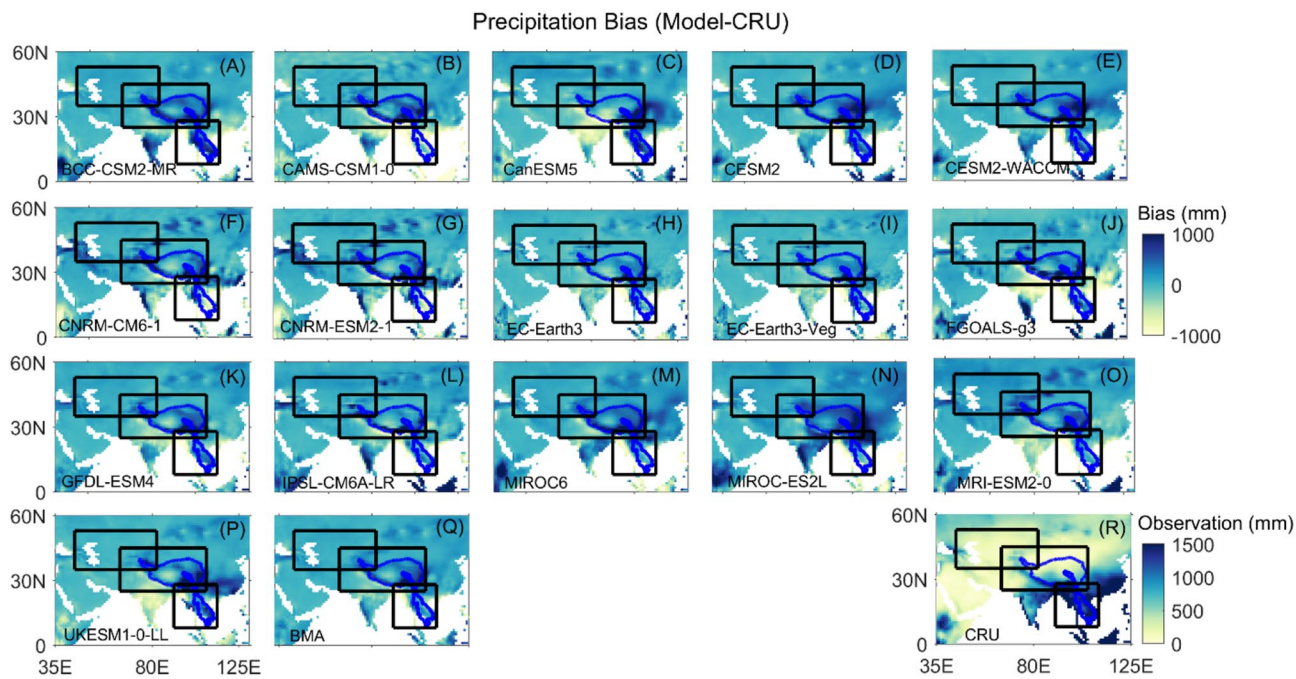 Precipitation Bias (Model-CRU)
60N (A) (B) (C) (D) (E)
30N
0 BCC-CSM2-MR CAMS-CSM1-0 CanESM5 CESM2 CESM2-WACCM
60N (F) (G) (H) (I) (J) Bias (mm)
1000
30N
CNRM-CM6-1 CNRM-ESM2-1 EC-Earth3 EC-Earth3-Veg FGOALS-g3
0 -1000
60N (K) (L) (M) (N) (O)
30N
GFDL-ESM4 IPSL-CM6A-LR MIROC6 MIROC-ES2L MRI-ESM2-0
0
60N (P) (Q) 60N (R) Observation (mm)
1500
30N 30N 1000
500
UKESM1-0-LL BMA CRU
0 0 0
35E 80E 125E 35E 80E 125E